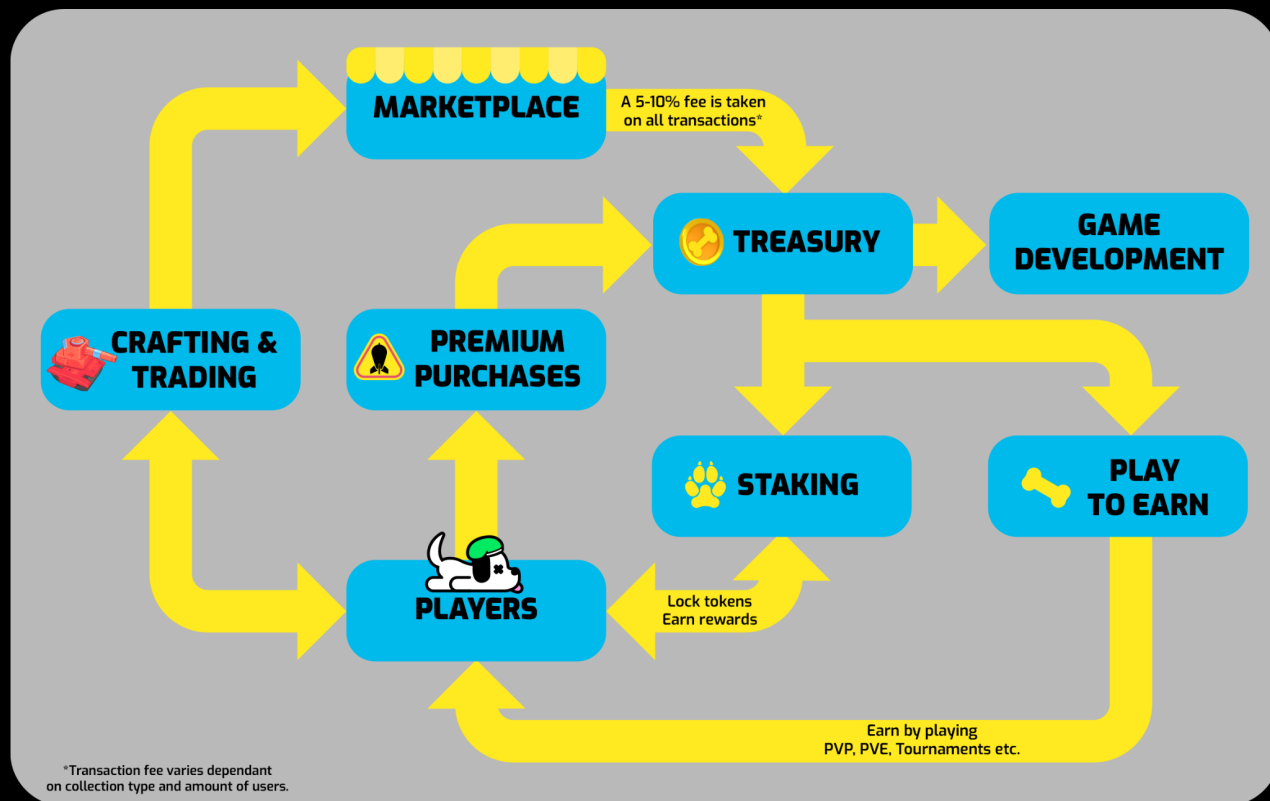 MARKETPLACE
A 5-10% fee is taken
on all transactions*
TREASURY
GAME
DEVELOPMENT
CRAFTING &
TRADING
PREMIUM
PURCHASES
STAKING
PLAY
TO EARN
PLAYERS
Lock tokens
Earn rewards
Earn by playing
PVP, PVE, Tournaments etc.
*Transaction fee varies dependant
on collection type and amount of users.